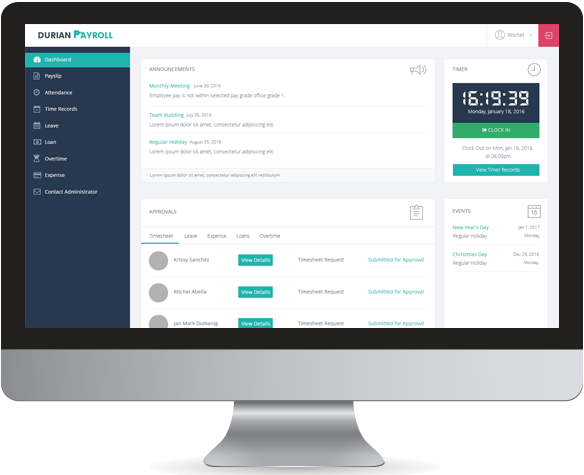 DURIAN PAYROLL
Ritchel
Dashboard
Payslip
Attendance
Time Records
Leave
Loan
Overtime
Expense
Contact Administrator
ANNOUNCEMENTS
Monthly Meeting June 30, 2016
Employee pay is not within selected pay grade office grade 1.
Team Building July 05, 2016
Lorem ipsum dolor sit amet, consectetur adipiscing elit.
Regular Holiday August 05, 2016
Lorem ipsum dolor sit amet, consectetur adipiscing elit.
Lorem ipsum dolor sit amet, consectetur adipiscing elit vestibulum.
TIMER
16:19:39
Monday, January 18, 2016
CLOCK IN
Clock Out on Mon, Jan 18, 2016
@ 06:00pm
View Timer Records
APPROVALS
Timesheet Leave Expense Loans Overtime
Krissy Sanchez View Details Timesheet Request Submitted for Approval
Ritchel Abella View Details Timesheet Request Submitted for Approval
Jan Mark Dumanig View Details Timesheet Request Submitted for Approval
EVENTS
15
New Year's Day Jan 1, 2017
Regular Holiday Monday
Christmas Day Dec 25, 2016
Regular Holiday Monday